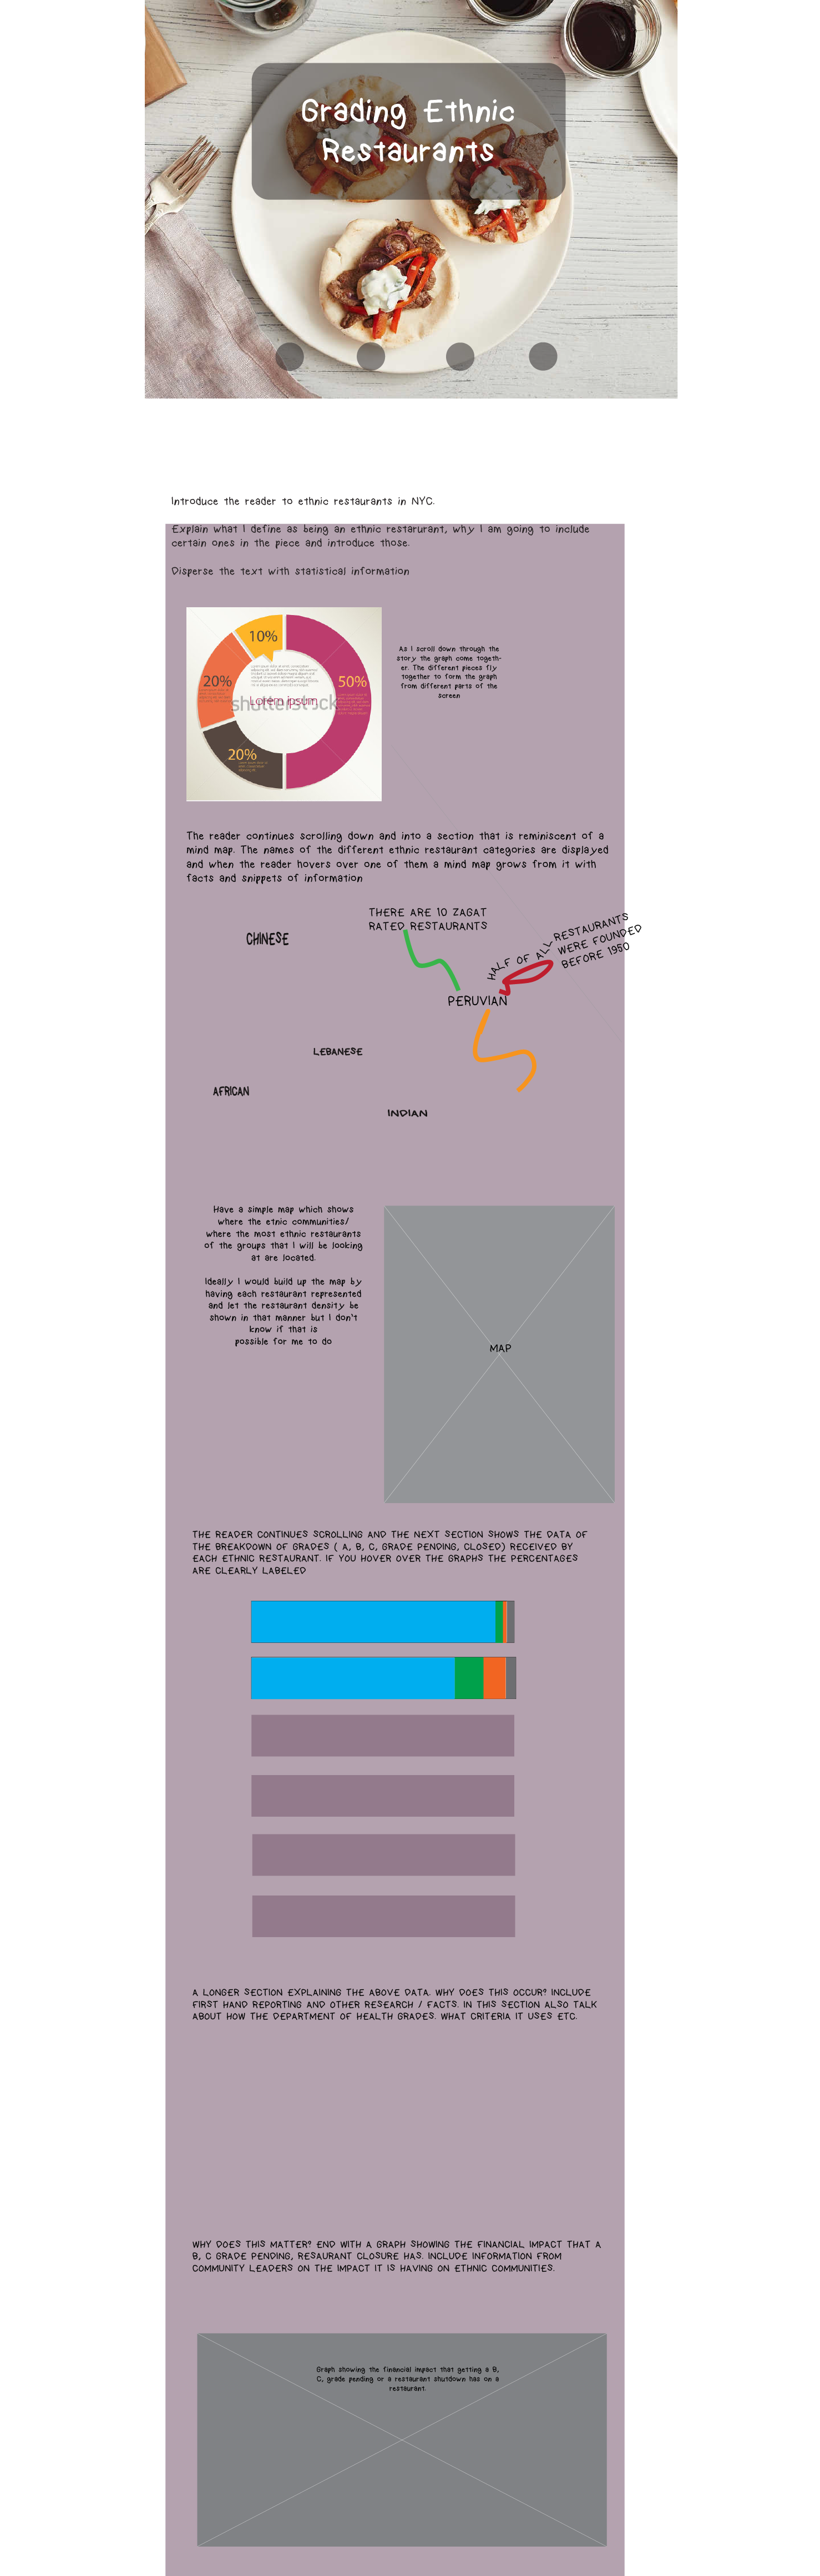 Grading Ethnic
Restaurants
Introduce the reader to ethnic restaurants in NYC.
Explain what I define as being an ethnic restarurant, why I am going to include
certain ones in the piece and introduce those.
Disperse the text with statistical information
10%
20%
50%
Lorem ipsum
shutterstock
20%
As I scroll down through the
story the graph come togeth-
er. The different pieces fly
together to form the graph
from different parts of the
screen
The reader continues scrolling down and into a section that is reminiscent of a
mind map. The names of the different ethnic restaurant categories are displayed
and when the reader hovers over one of them a mind map grows from it with
facts and snippets of information
THERE ARE 10 ZAGAT
RATED RESTAURANTS
CHINESE
HALF OF ALL RESTAURANTS
WERE FOUNDED
BEFORE 1950
PERUVIAN
LEBANESE
AFRICAN
INDIAN
Have a simple map which shows
where the etnic communities/
where the most ethnic restaurants
of the groups that I will be looking
at are located.
Ideally I would build up the map by
having each restaurant represented
and let the restaurant density be
shown in that manner but I don't
know if that is
possible for me to do
MAP
THE READER CONTINUES SCROLLING AND THE NEXT SECTION SHOWS THE DATA OF
THE BREAKDOWN OF GRADES ( A, B, C, GRADE PENDING, CLOSED) RECEIVED BY
EACH ETHNIC RESTAURANT. IF YOU HOVER OVER THE GRAPHS THE PERCENTAGES
ARE CLEARLY LABELED
A LONGER SECTION EXPLAINING THE ABOVE DATA. WHY DOES THIS OCCUR? INCLUDE
FIRST HAND REPORTING AND OTHER RESEARCH / FACTS. IN THIS SECTION ALSO TALK
ABOUT HOW THE DEPARTMENT OF HEALTH GRADES. WHAT CRITERIA IT USES ETC.
WHY DOES THIS MATTER? END WITH A GRAPH SHOWING THE FINANCIAL IMPACT THAT A
B, C GRADE PENDING, RESAURANT CLOSURE HAS. INCLUDE INFORMATION FROM
COMMUNITY LEADERS ON THE IMPACT IT IS HAVING ON ETHNIC COMMUNITIES.
Graph showing the financial impact that getting a B,
C, grade pending or a restaurant shutdown has on a
restaurant.